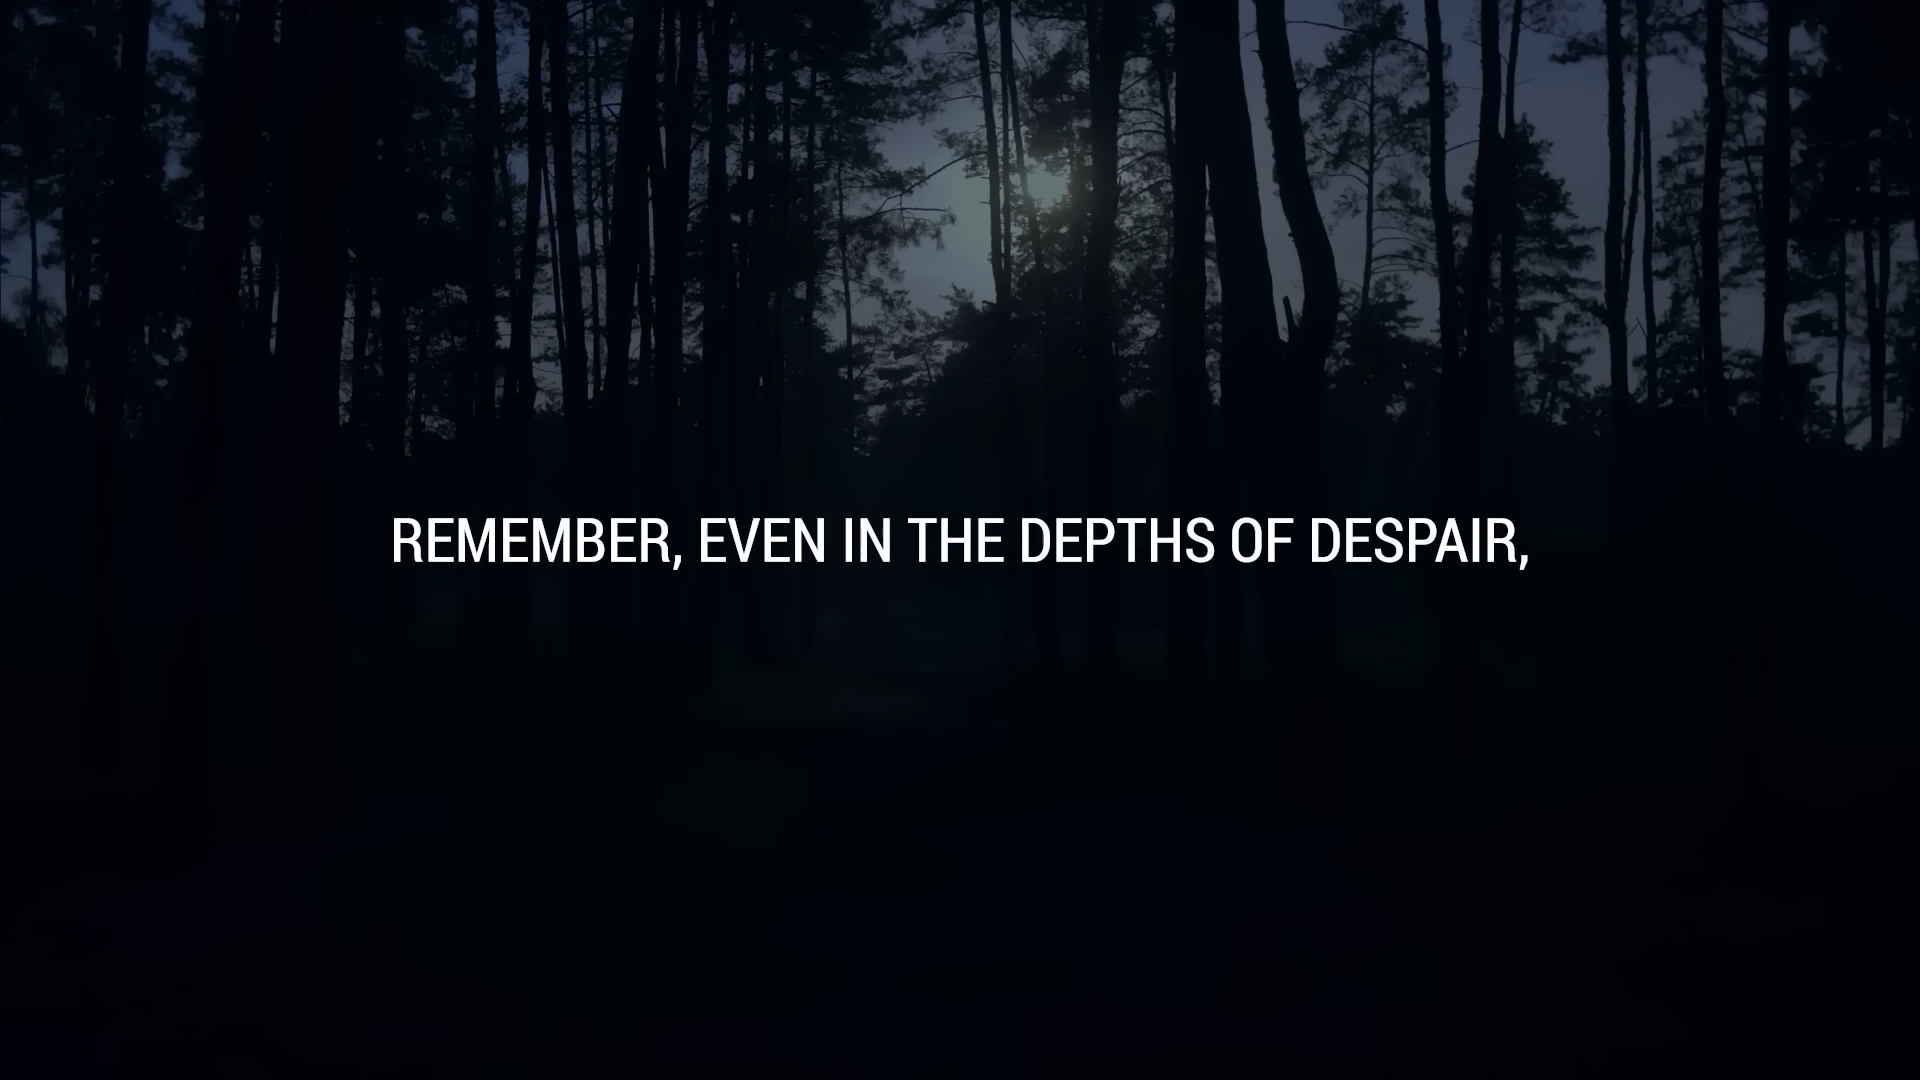 REMEMBER, EVEN IN THE DEPTHS OF DESPAIR,